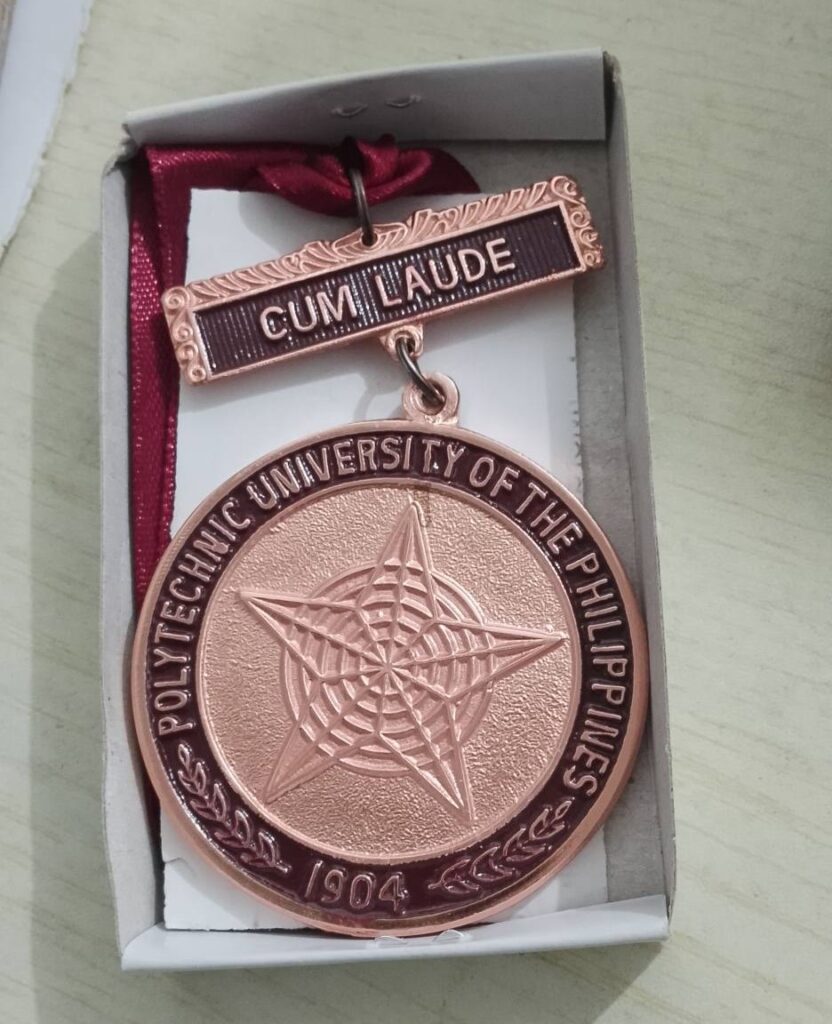 CUM LAUDE
POLYTECHNIC UNIVERSITY OF THE PHILIPPINES
1904